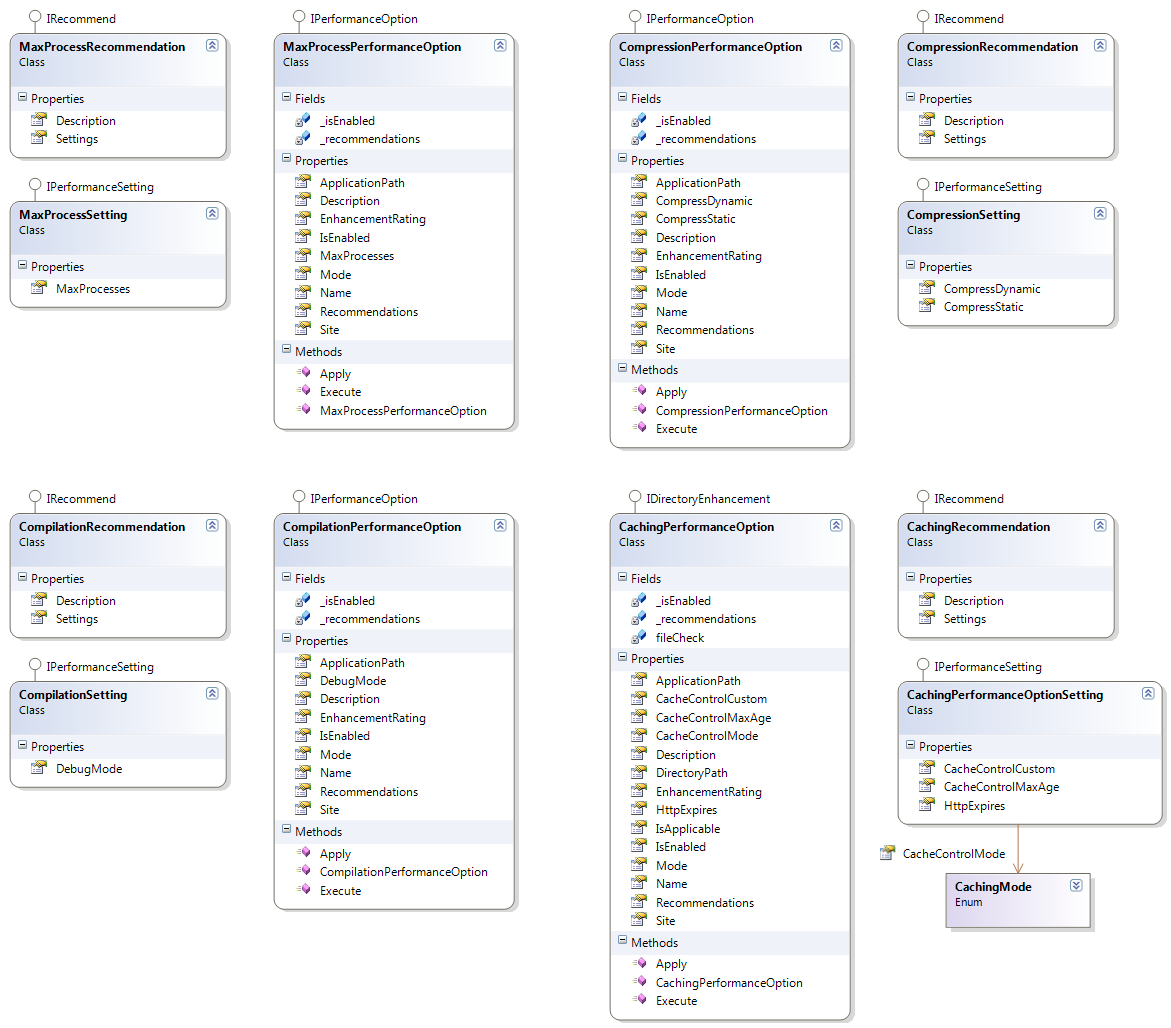 IRecommend
MaxProcessRecommendation
Class
Properties
Description
Settings
IPerformanceSetting
MaxProcessSetting
Class
Properties
MaxProcesses
IPerformanceOption
MaxProcessPerformanceOption
Class
Fields
_isEnabled
_recommendations
Properties
ApplicationPath
Description
EnhancementRating
IsEnabled
MaxProcesses
Mode
Name
Recommendations
Site
Methods
Apply
Execute
MaxProcessPerformanceOption
IPerformanceOption
CompressionPerformanceOption
Class
Fields
_isEnabled
_recommendations
Properties
ApplicationPath
CompressDynamic
CompressStatic
Description
EnhancementRating
IsEnabled
Mode
Name
Recommendations
Site
Methods
Apply
CompressionPerformanceOption
Execute
IRecommend
CompressionRecommendation
Class
Properties
Description
Settings
IPerformanceSetting
CompressionSetting
Class
Properties
CompressDynamic
CompressStatic
IRecommend
CompilationRecommendation
Class
Properties
Description
Settings
IPerformanceSetting
CompilationSetting
Class
Properties
DebugMode
IPerformanceOption
CompilationPerformanceOption
Class
Fields
_isEnabled
_recommendations
Properties
ApplicationPath
DebugMode
Description
EnhancementRating
IsEnabled
Mode
Name
Recommendations
Site
Methods
Apply
CompilationPerformanceOption
Execute
IDirectoryEnhancement
CachingPerformanceOption
Class
Fields
_isEnabled
_recommendations
fileCheck
Properties
ApplicationPath
CacheControlCustom
CacheControlMaxAge
CacheControlMode
Description
DirectoryPath
EnhancementRating
HttpExpires
IsApplicable
IsEnabled
Mode
Name
Recommendations
Site
Methods
Apply
CachingPerformanceOption
Execute
IRecommend
CachingRecommendation
Class
Properties
Description
Settings
IPerformanceSetting
CachingPerformanceOptionSetting
Class
Properties
CacheControlCustom
CacheControlMaxAge
HttpExpires
CacheControlMode
CachingMode
Enum